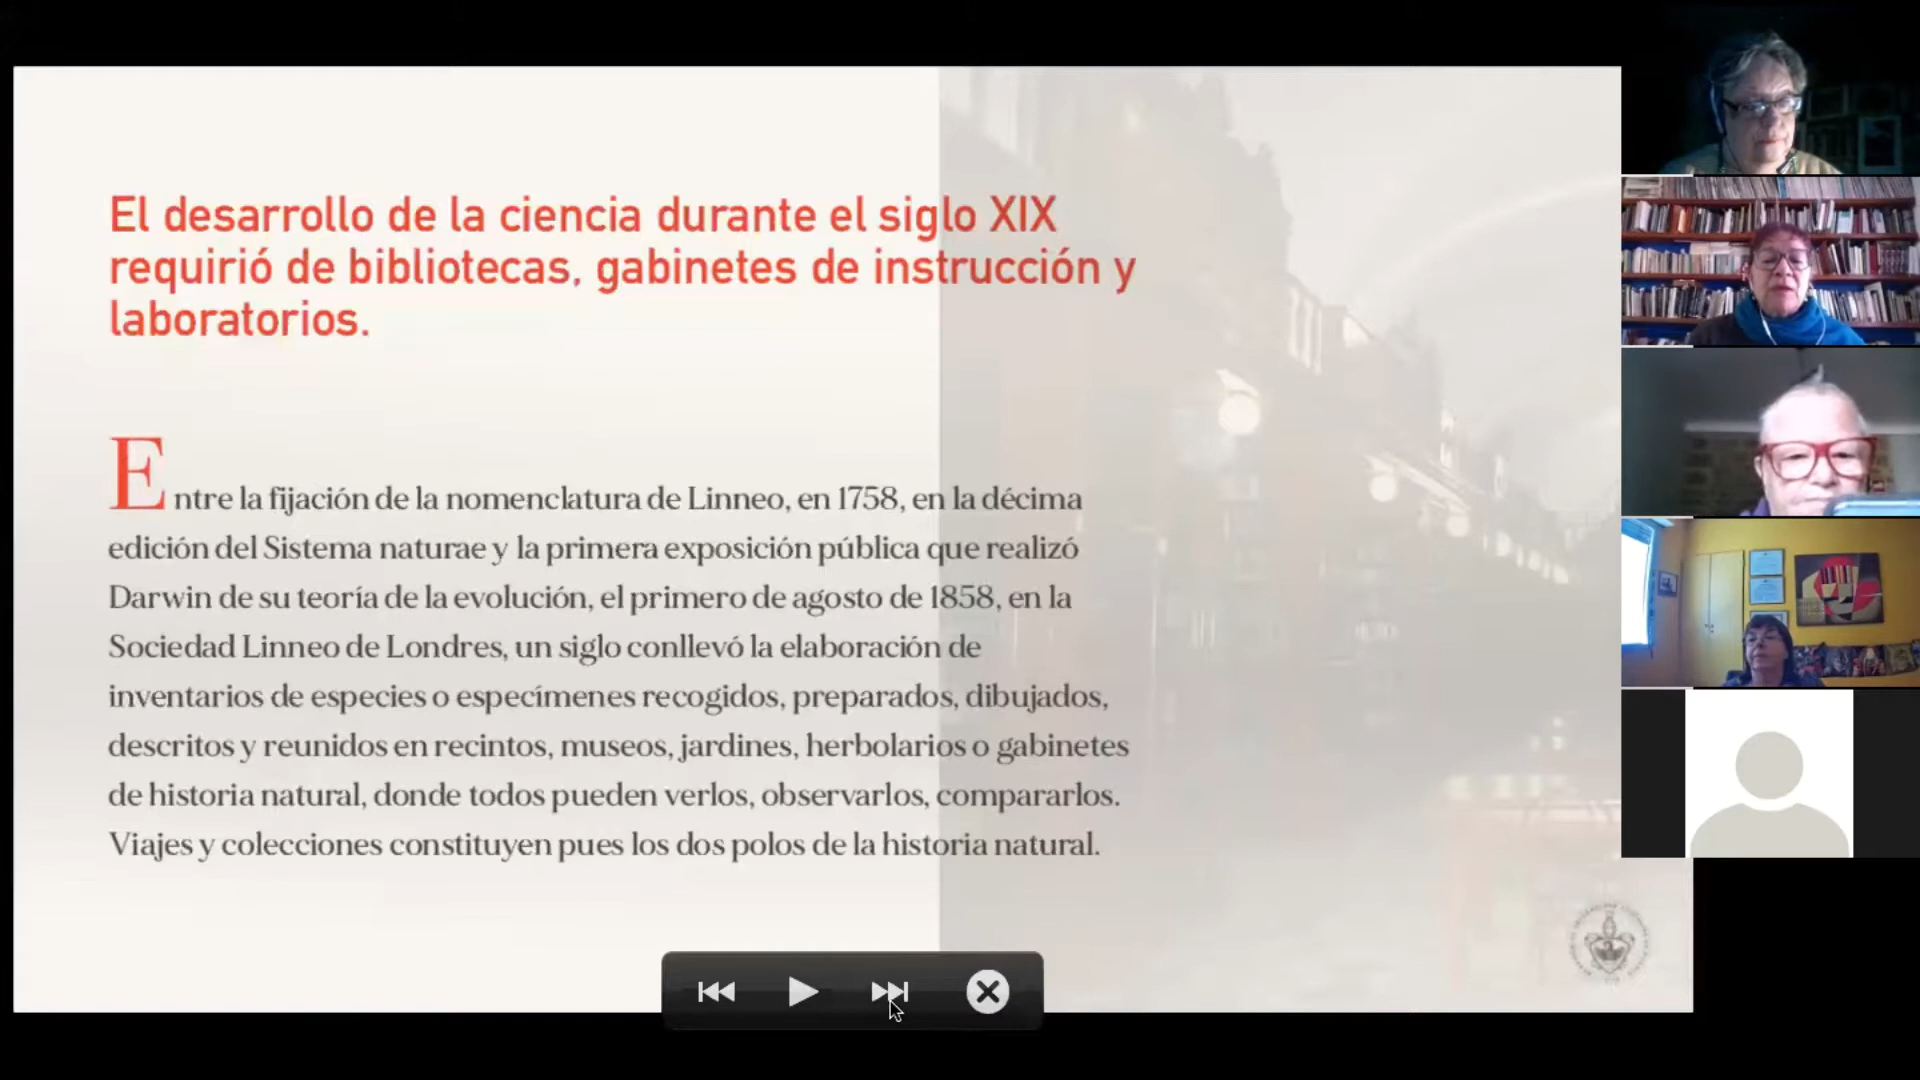 El desarrollo de la ciencia durante el siglo XIX
requirió de bibliotecas, gabinetes de instrucción y
laboratorios.
Entre la fijación de la nomenclatura de Linneo, en 1758, en la décima
edición del Sistema naturae y la primera exposición pública que realizó
Darwin de su teoría de la evolución, el primero de agosto de 1858, en la
Sociedad Linneo de Londres, un siglo conllevó la elaboración de
inventarios de especies o especímenes recogidos, preparados, dibujados,
descritos y reunidos en recintos, museos, jardines, herbolarios o gabinetes
de historia natural, donde todos pueden verlos, observarlos, compararlos.
Viajes y colecciones constituyen pues los dos polos de la historia natural.